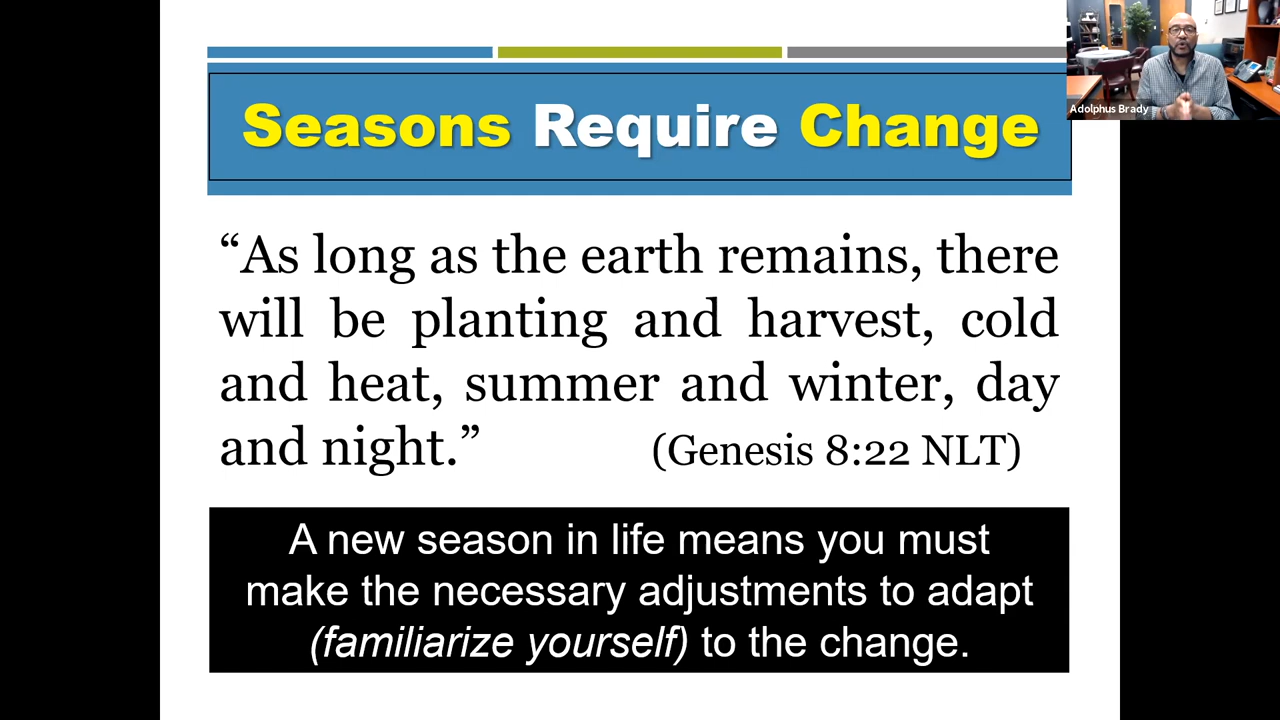 Seasons Require Change
Adolphus Brady
“As long as the earth remains, there
will be planting and harvest, cold
and heat, summer and winter, day
and night.” (Genesis 8:22 NLT)
A new season in life means you must
make the necessary adjustments to adapt
(familiarize yourself) to the change.